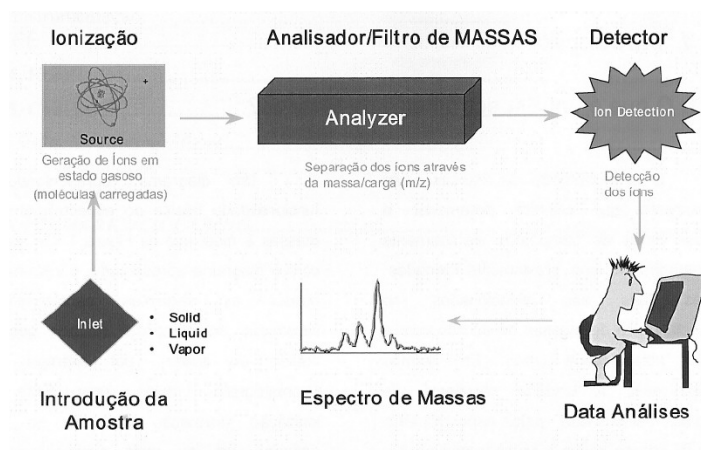 Ionização
Analisador/Filtro de MASSAS
Detector
Source
Analyzer
Ion Detection
Geração de Íons em
estado gasoso
(moléculas carregadas)
Separação dos íons através
da massa/carga (m/z)
Detecção
dos íons
Inlet
• Solid
• Liquid
• Vapor
Introdução da
Amostra
Espectro de Massas
Data Análises